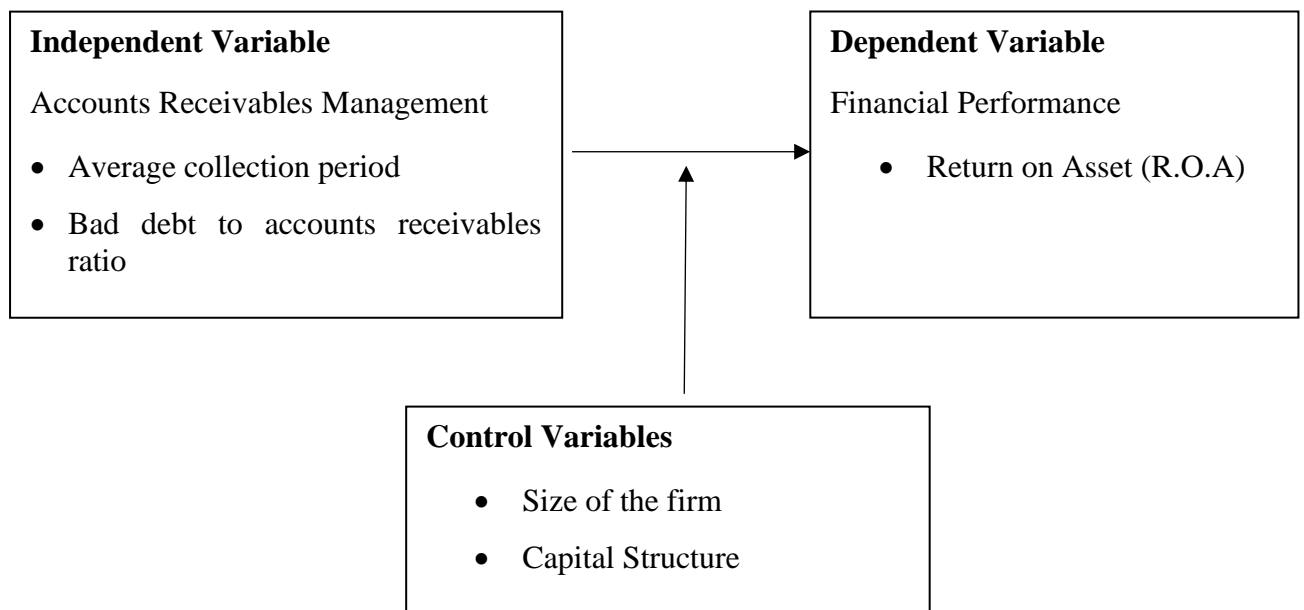 Independent Variable
Accounts Receivables Management
• Average collection period
• Bad debt to accounts receivables
ratio
Dependent Variable
Financial Performance
• Return on Asset (R.O.A)
Control Variables
• Size of the firm
• Capital Structure